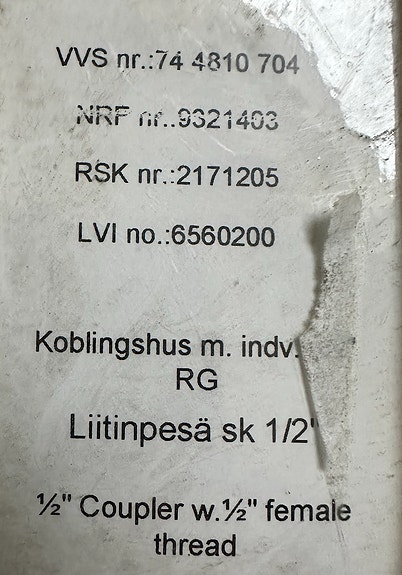 VVS nr.:74 4810 704
NRF nr.:9321403
RSK nr.:2171205
LVI no.:6560200
Koblingshus m. indv.
RG
Liitinpesä sk 1/2"
½" Coupler w.½" female
thread